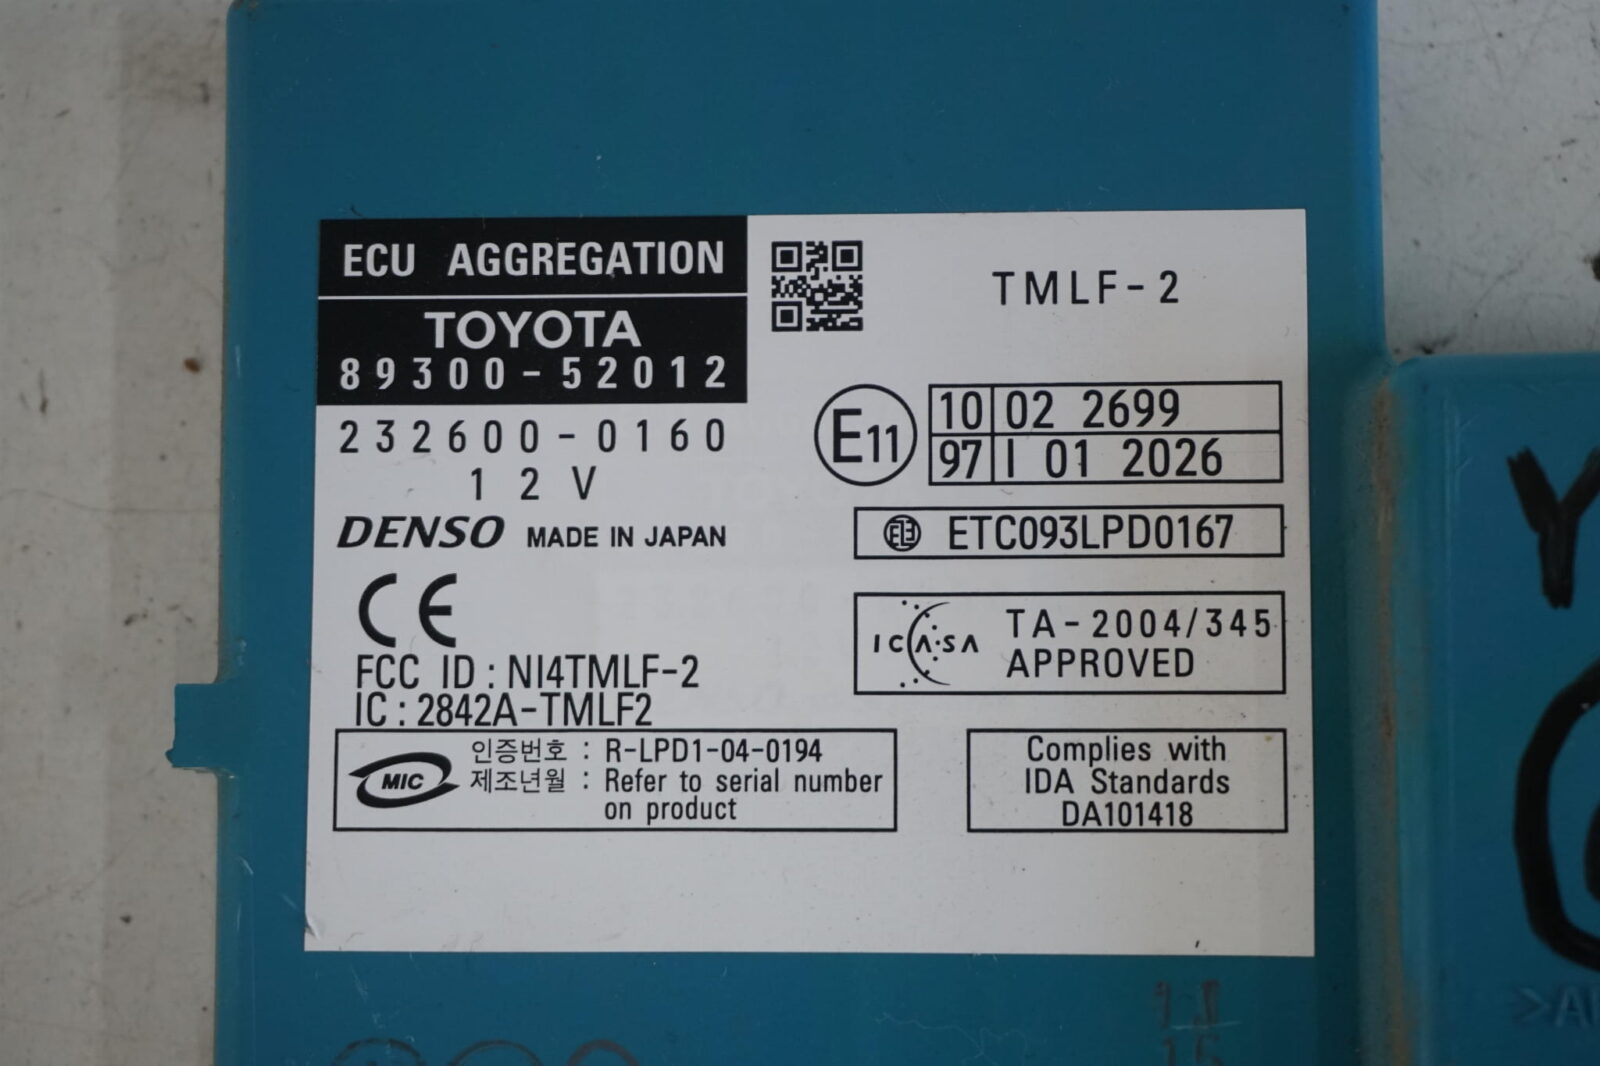 ECU AGGREGATION
TOYOTA
89300-52012
232600-0160
12V
DENSO MADE IN JAPAN
CE
FCC ID : NI4TMLF-2
IC : 2842A-TMLF2
MIC
인증번호 : R-LPD1-04-0194
제조년월 : Refer to serial number
on product
TMLF-2
E11
10 02 2699
97 I 01 2026
ETC093LPD0167
ICASA
TA-2004/345
APPROVED
Complies with
IDA Standards
DA101418
Y